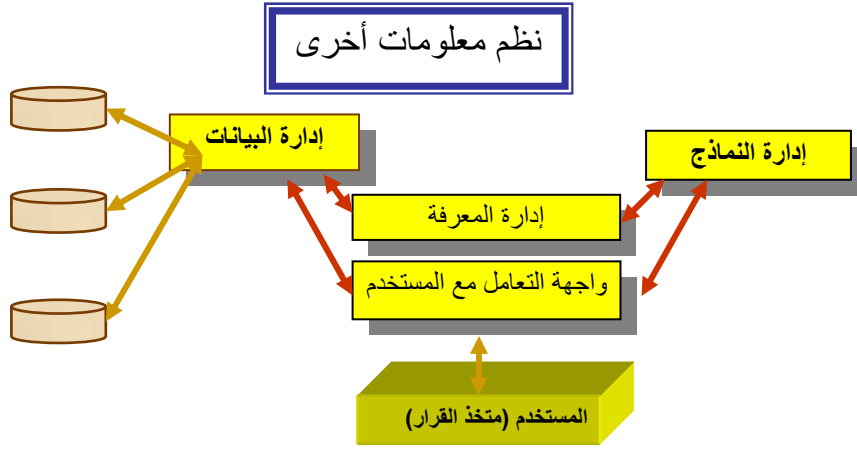 نظم معلومات أخرى
إدارة البيانات
إدارة النماذج
إدارة المعرفة
واجهة التعامل مع المستخدم
المستخدم (متخذ القرار)